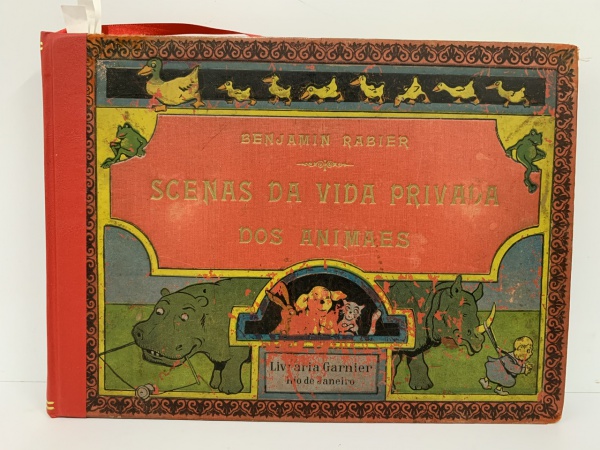 BENJAMIN RABIER
SCENAS DA VIDA PRIVADA
DOS ANIMAES
Livraria Garnier
Rio de Janeiro